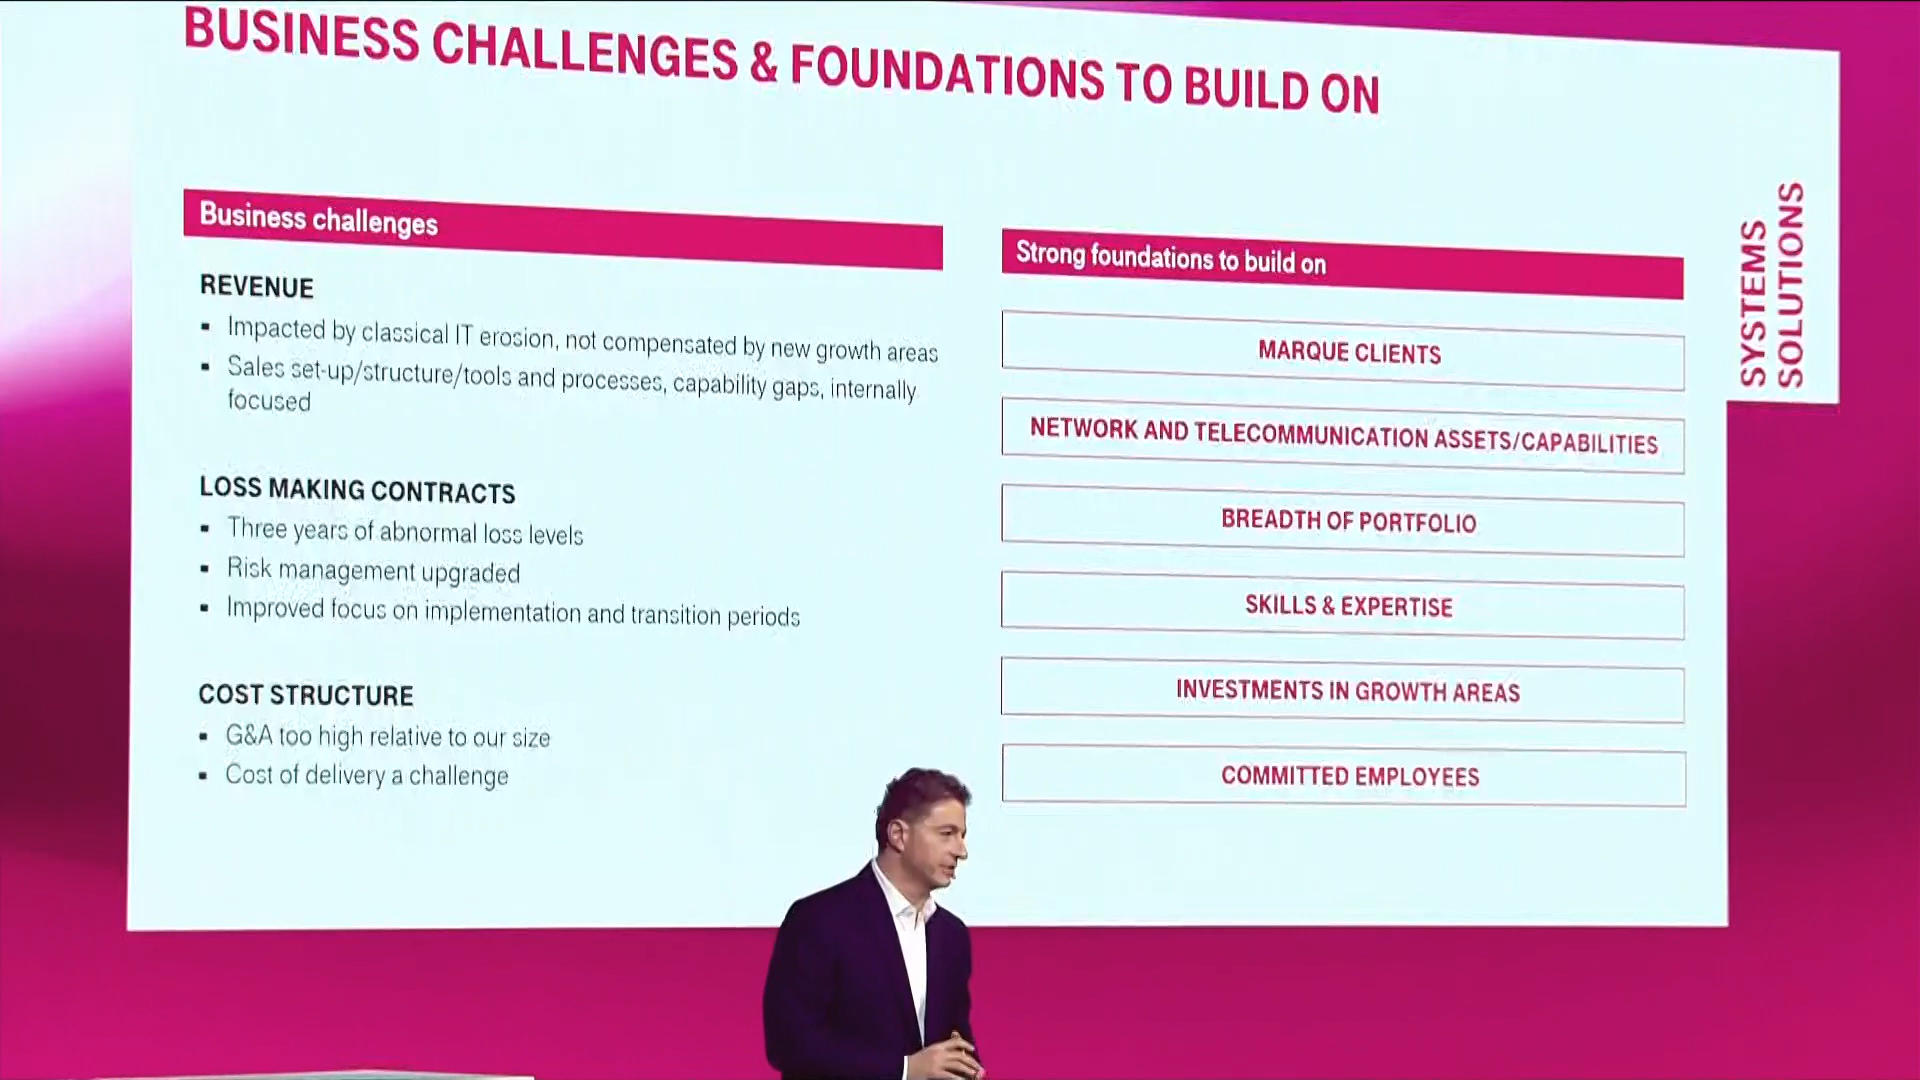 BUSINESS CHALLENGES & FOUNDATIONS TO BUILD ON
Business challenges
REVENUE
▪ Impacted by classical IT erosion, not compensated by new growth areas
▪ Sales set-up/structure/tools and processes, capability gaps, internally
focused
LOSS MAKING CONTRACTS
▪ Three years of abnormal loss levels
▪ Risk management upgraded
▪ Improved focus on implementation and transition periods
COST STRUCTURE
▪ G&A too high relative to our size
▪ Cost of delivery a challenge
Strong foundations to build on
MARQUE CLIENTS
NETWORK AND TELECOMMUNICATION ASSETS/CAPABILITIES
BREADTH OF PORTFOLIO
SKILLS & EXPERTISE
INVESTMENTS IN GROWTH AREAS
COMMITTED EMPLOYEES
SYSTEMS
SOLUTIONS